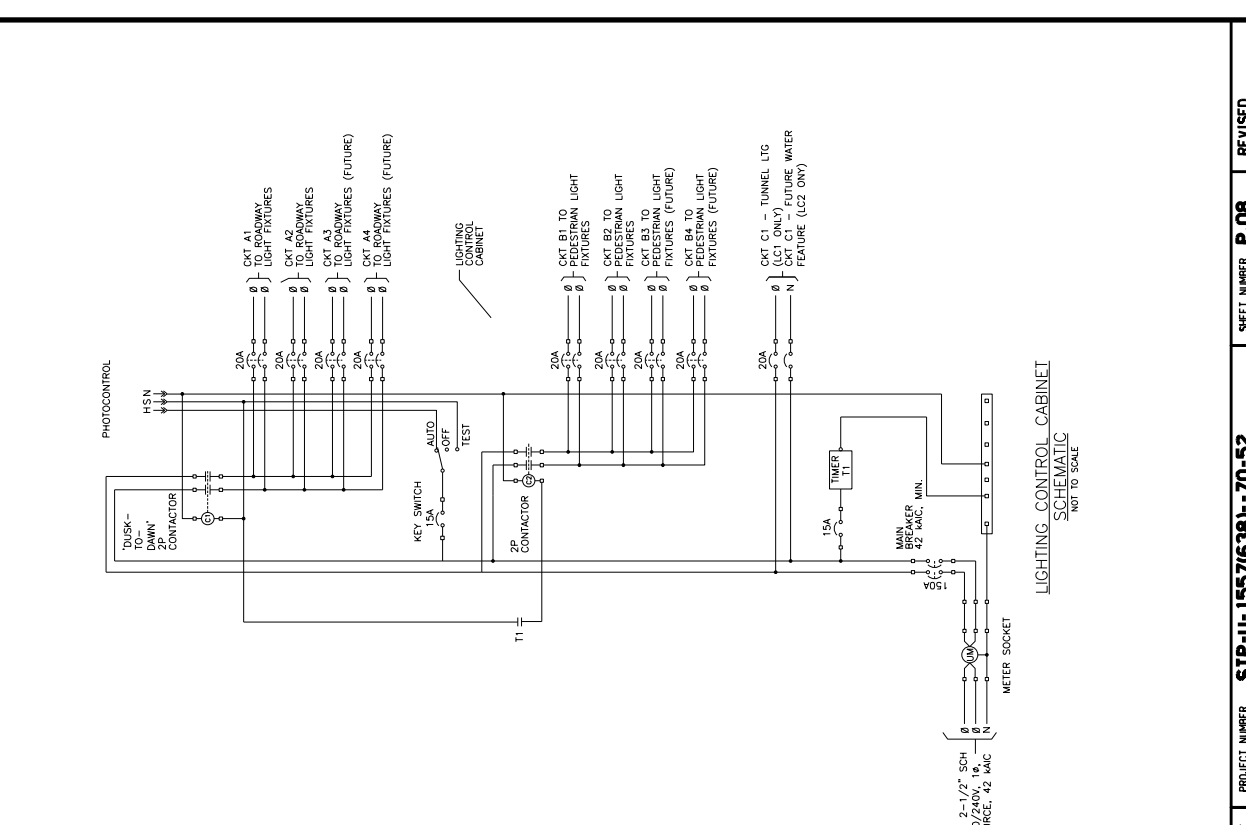 PHOTOCONTROL
H
S
N
"DUSK-
TO-
DAWN"
2P
CONTACTOR
C1
20A
20A
20A
20A
Ø
Ø
Ø
Ø
Ø
Ø
Ø
Ø
CKT A1
TO ROADWAY
LIGHT FIXTURES
CKT A2
TO ROADWAY
LIGHT FIXTURES
CKT A3
TO ROADWAY
LIGHT FIXTURES (FUTURE)
CKT A4
TO ROADWAY
LIGHT FIXTURES (FUTURE)
LIGHTING
CONTROL
CABINET
KEY SWITCH
15A
AUTO
OFF
TEST
2P
CONTACTOR
C2
T1
20A
20A
20A
20A
Ø
Ø
Ø
Ø
Ø
Ø
Ø
Ø
CKT B1 TO
PEDESTRIAN LIGHT
FIXTURES
CKT B2 TO
PEDESTRIAN LIGHT
FIXTURES
CKT B3 TO
PEDESTRIAN LIGHT
FIXTURES (FUTURE)
CKT B4 TO
PEDESTRIAN LIGHT
FIXTURES (FUTURE)
20A
Ø
N
CKT C1 - TUNNEL LTG
(LC1 ONLY)
CKT C1 - FUTURE WATER
FEATURE (LC2 ONLY)
15A
TIMER
T1
MAIN
BREAKER
42 kAIC, MIN.
150A
UM
METER SOCKET
Ø
Ø
N
2-1/2" SCH
/240V, 1Ø,
42 kAIC
LIGHTING CONTROL CABINET
SCHEMATIC
NOT TO SCALE
PROJECT NUMBER STP-U-1557(638)--70-52
SHEET NUMBER P.08
REVISED